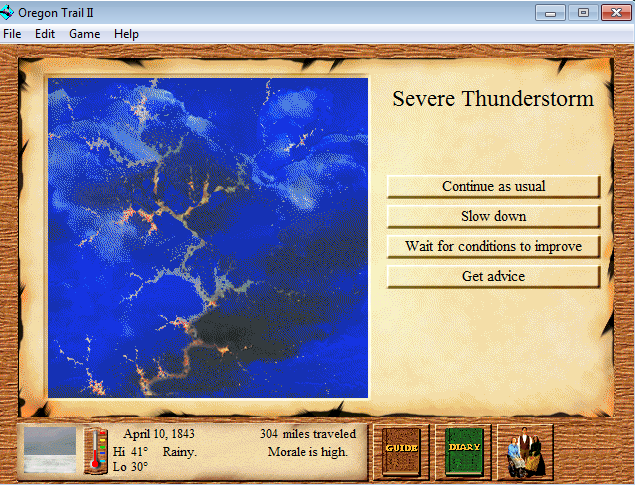 Oregon Trail II
File Edit Game Help
Severe Thunderstorm
Continue as usual
Slow down
Wait for conditions to improve
Get advice
April 10, 1843
304 miles traveled
Hi 41° Rainy.
Morale is high.
Lo 30°
GUIDE
DIARY